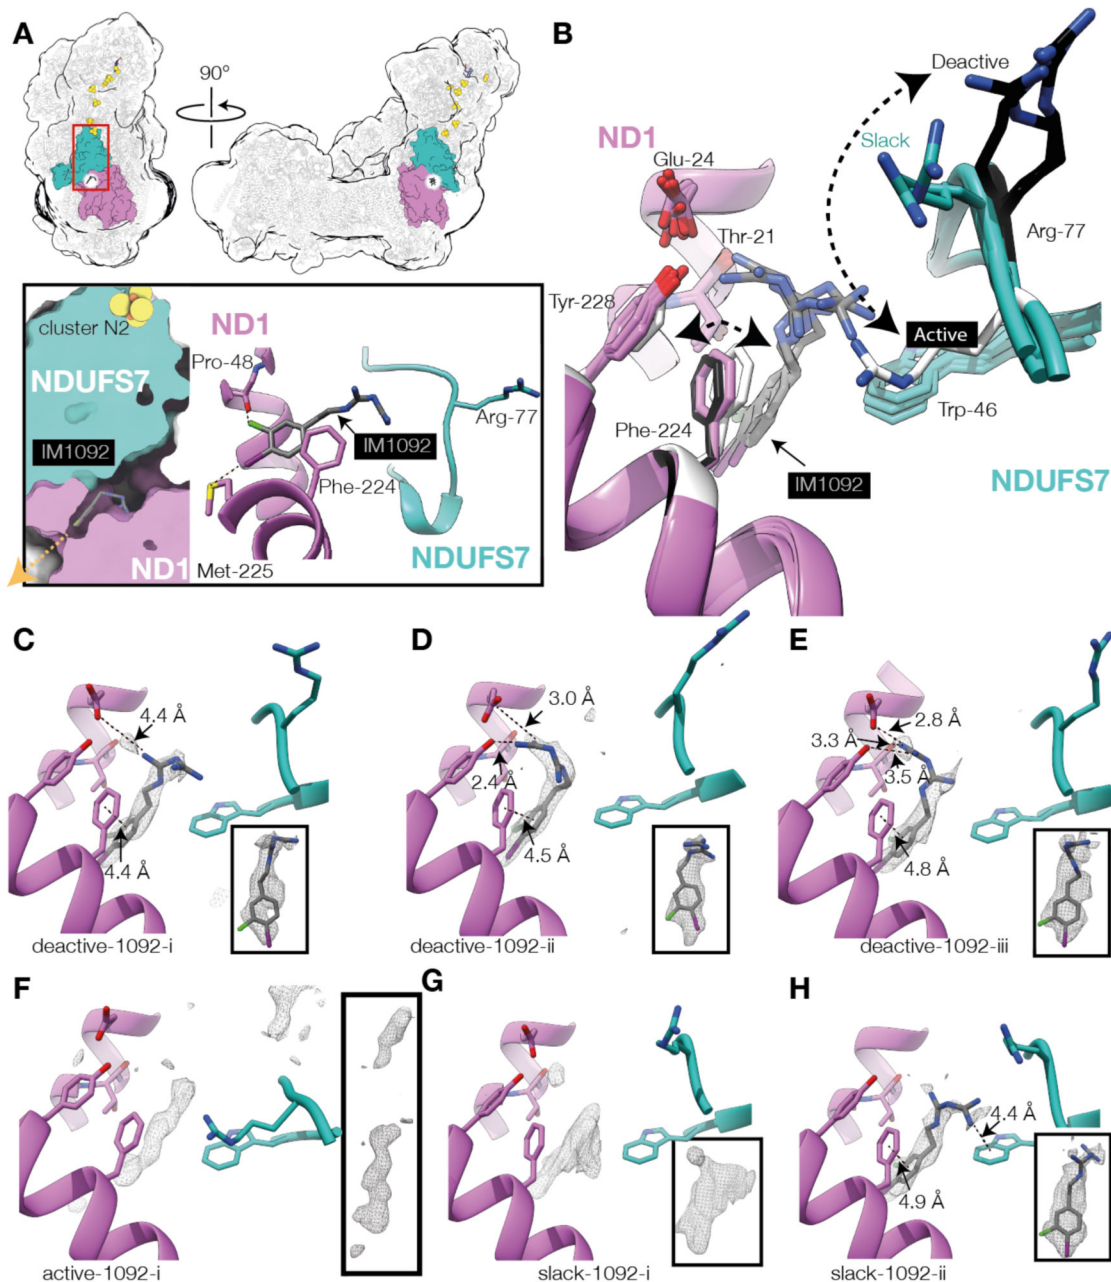 A
90°
cluster N2
NDUFS7
IM1092
ND1
ND1
Pro-48
Arg-77
IM1092
Phe-224
NDUFS7
Met-225
B
Deactive
ND1
Slack
Glu-24
Thr-21
Arg-77
Tyr-228
Active
Trp-46
Phe-224
NDUFS7
IM1092
C
4.4 Å
4.4 Å
deactive-1092-i
D
3.0 Å
2.4 Å
4.5 Å
deactive-1092-ii
E
2.8 Å
3.3 Å
3.5 Å
4.8 Å
deactive-1092-iii
F
active-1092-i
G
slack-1092-i
H
4.4 Å
4.9 Å
slack-1092-ii